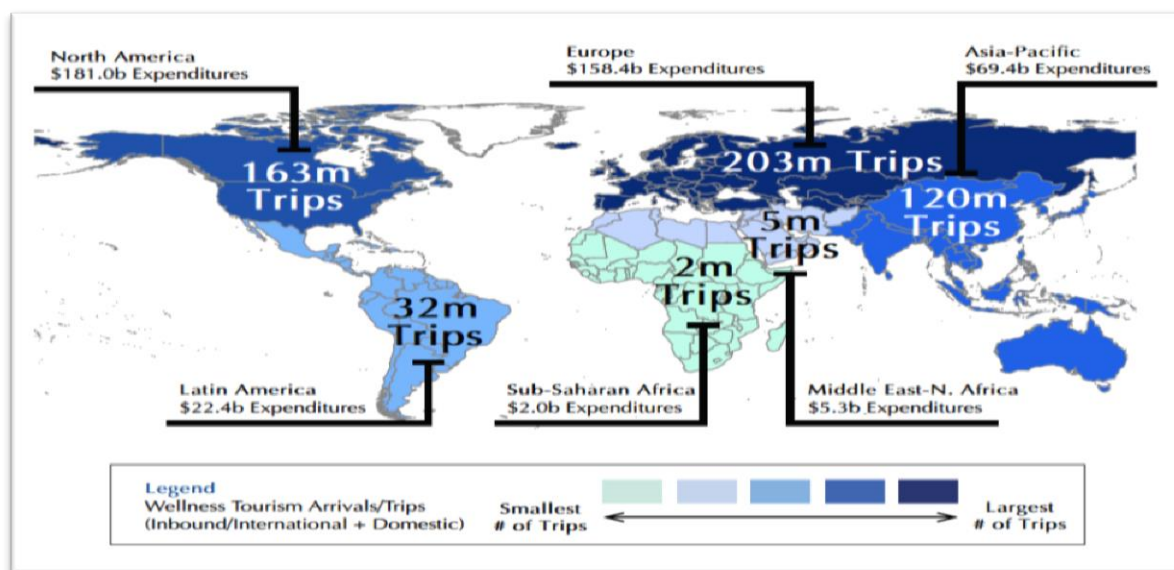 North America
$181.0b Expenditures
Europe
$158.4b Expenditures
Asia-Pacific
$69.4b Expenditures
163m
Trips
203m Trips
120m
Trips
5m
Trips
2m
Trips
32m
Trips
Latin America
$22.4b Expenditures
Sub-Saharan Africa
$2.0b Expenditures
Middle East-N. Africa
$5.3b Expenditures
Legend
Wellness Tourism Arrivals/Trips
(Inbound/International + Domestic)
Smallest
# of Trips
Largest
# of Trips